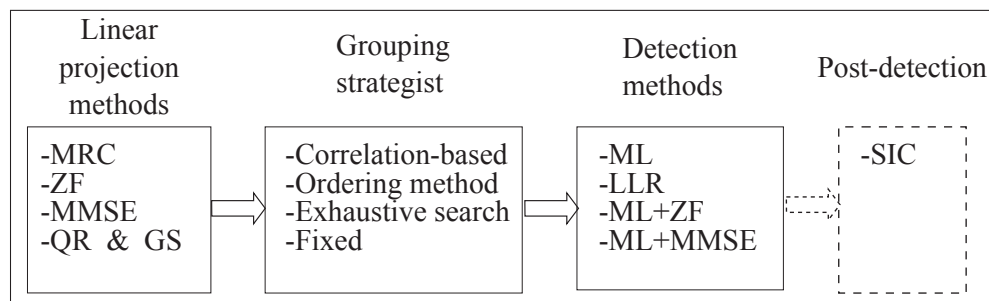 Linear
projection
methods
-MRC
-ZF
-MMSE
-QR & GS
Grouping
strategist
-Correlation-based
-Ordering method
-Exhaustive search
-Fixed
Detection
methods
-ML
-LLR
-ML+ZF
-ML+MMSE
Post-detection
-SIC